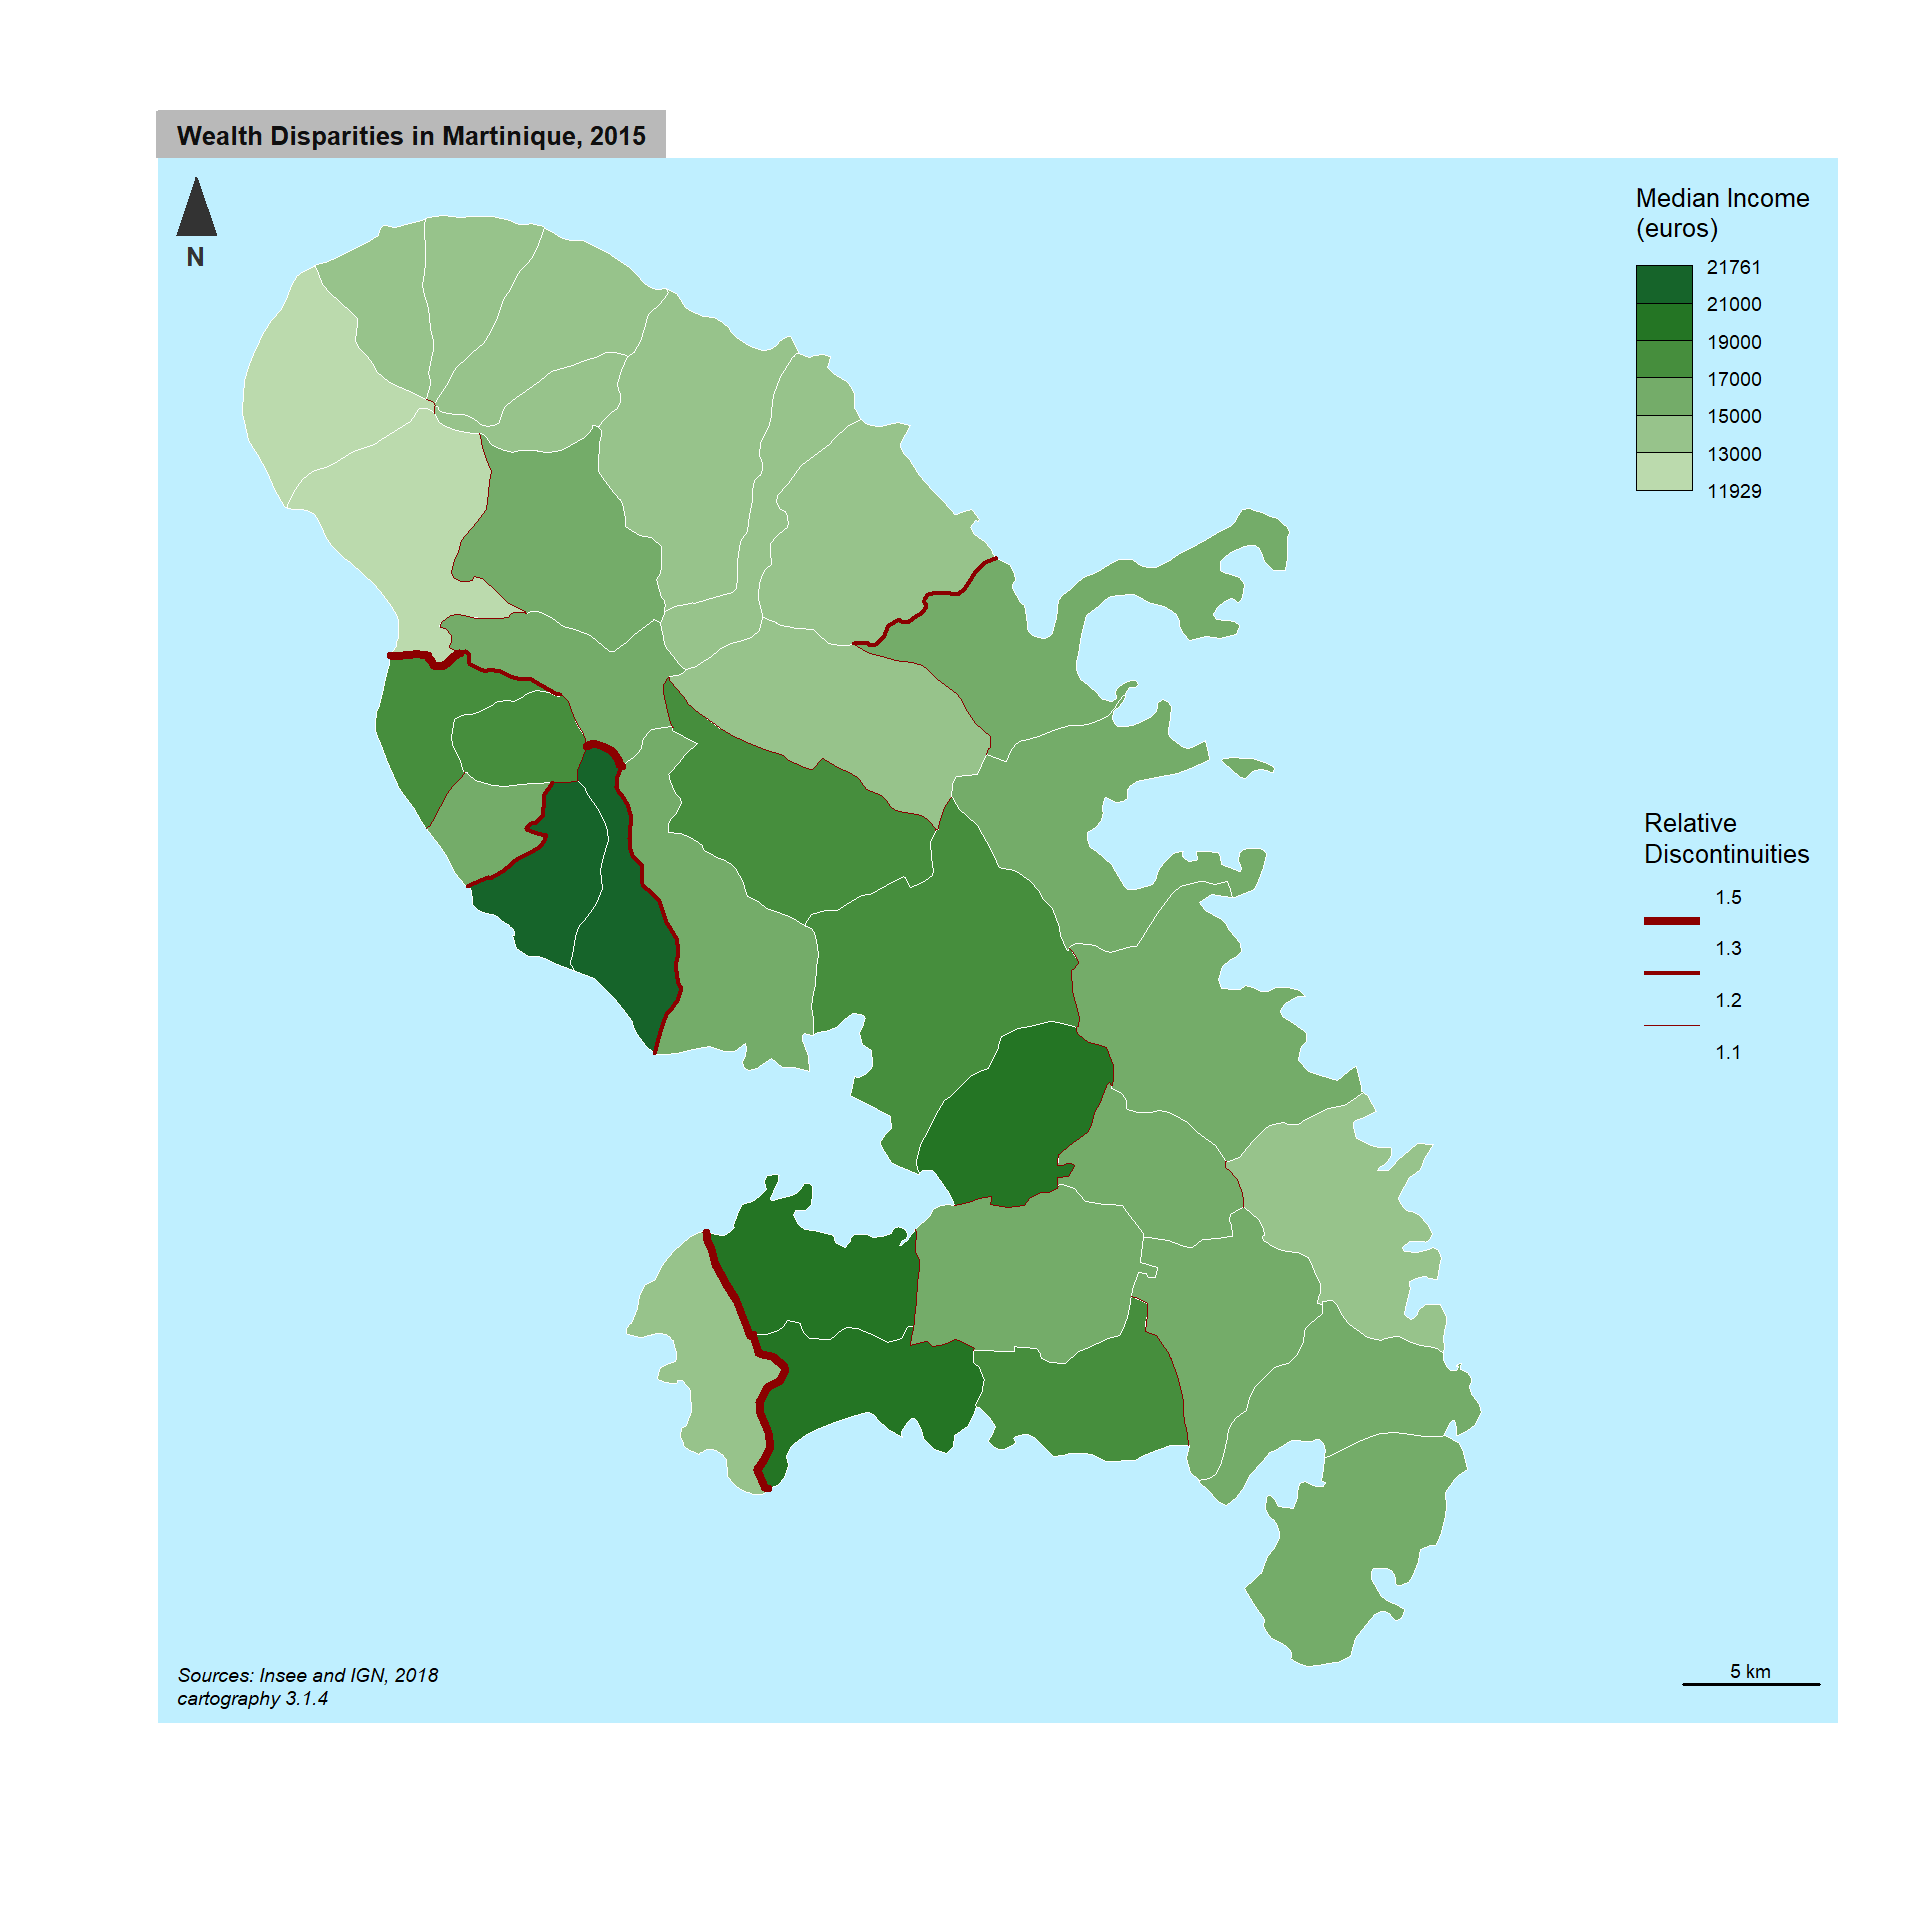 Wealth Disparities in Martinique, 2015
N
Median Income
(euros)
21761
21000
19000
17000
15000
13000
11929
Relative
Discontinuities
1.5
1.3
1.2
1.1
Sources: Insee and IGN, 2018
cartography 3.1.4
5 km